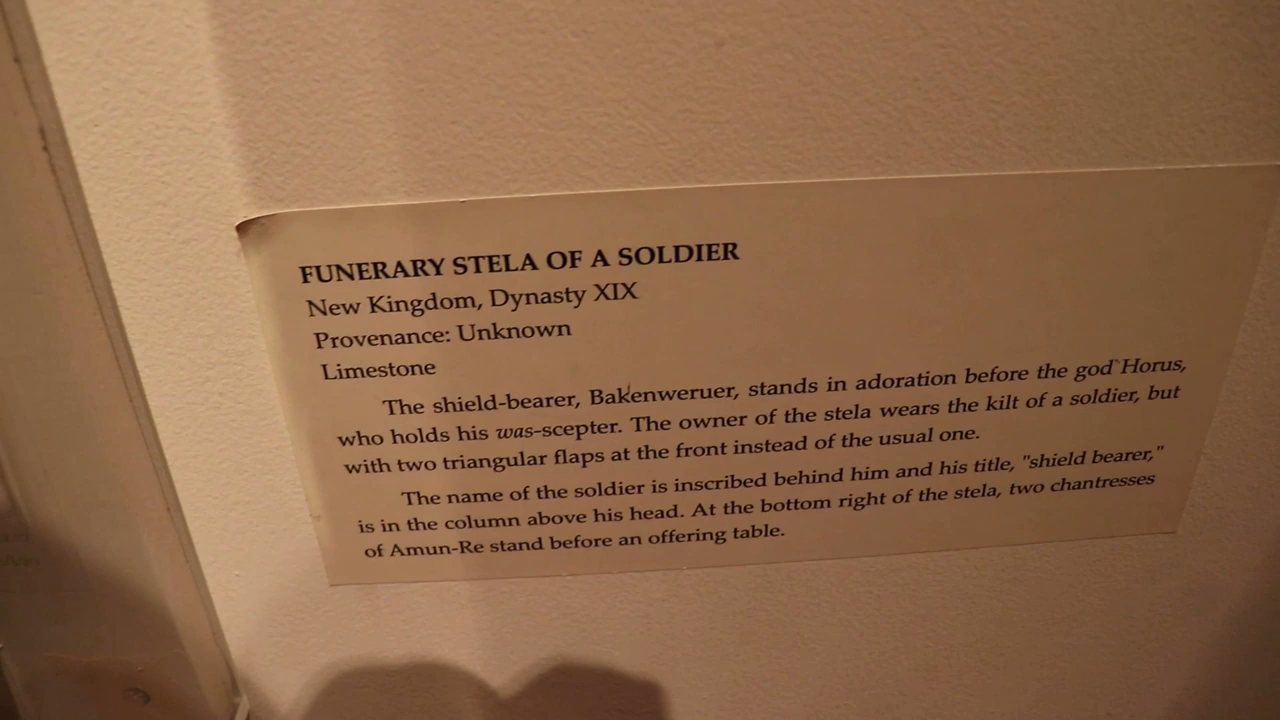 FUNERARY STELA OF A SOLDIER
New Kingdom, Dynasty XIX
Provenance: Unknown
Limestone
The shield-bearer, Bakenweruer, stands in adoration before the god Horus,
who holds his was-scepter. The owner of the stela wears the kilt of a soldier, but
with two triangular flaps at the front instead of the usual one.
The name of the soldier is inscribed behind him and his title, "shield bearer,"
is in the column above his head. At the bottom right of the stela, two chantresses
of Amun-Re stand before an offering table.